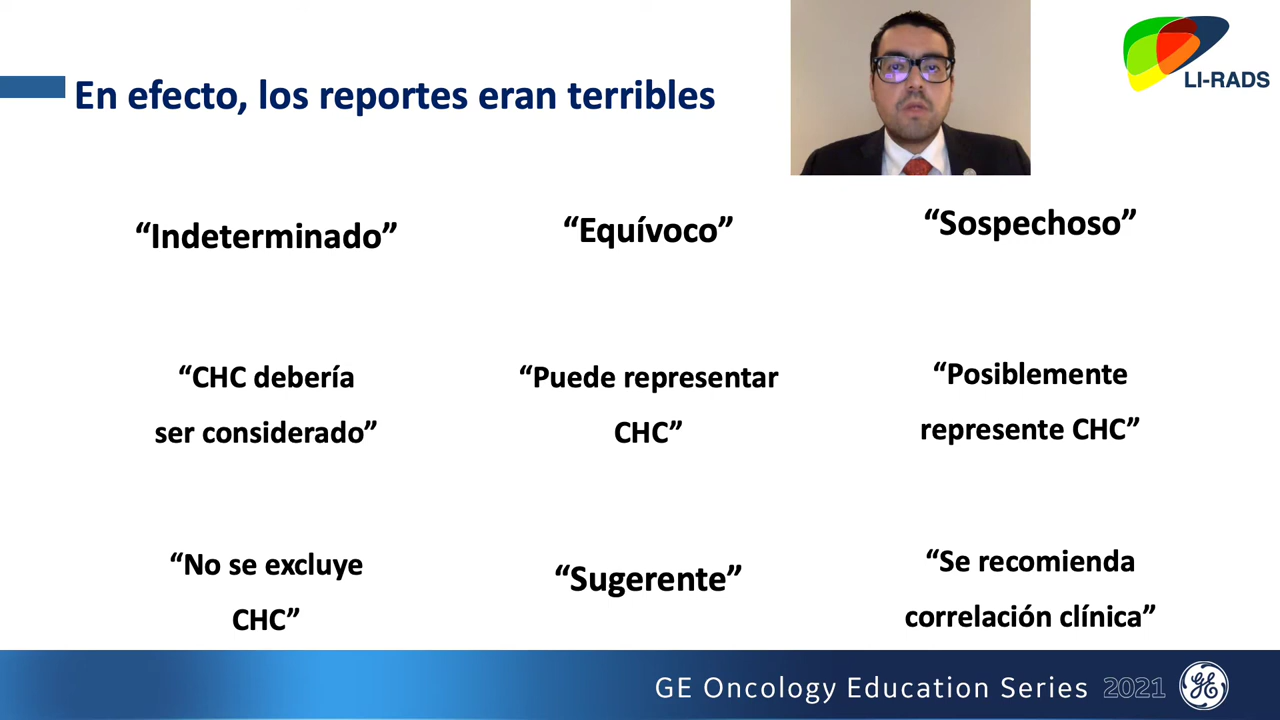 En efecto, los reportes eran terribles
LI-RADS
“Indeterminado”
“Equívoco”
“Sospechoso”
“CHC debería
ser considerado”
“Puede representar
CHC”
“Posiblemente
represente CHC”
“No se excluye
CHC”
“Sugerente”
“Se recomienda
correlación clínica”
GE Oncology Education Series 2021
GE